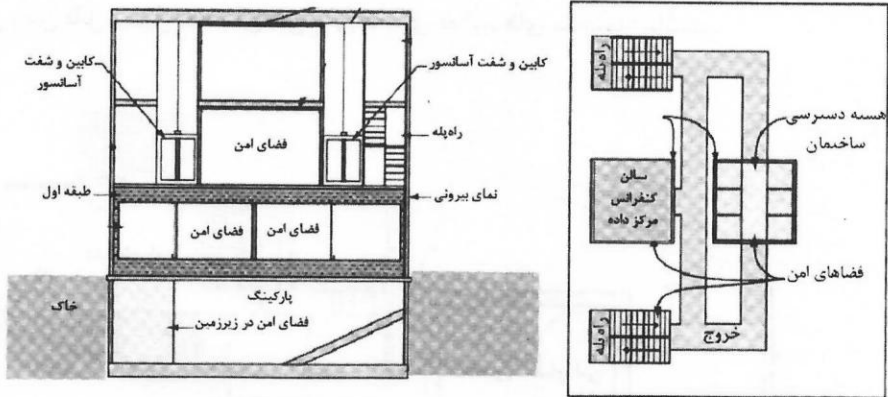 کابین و شفت
آسانسور
کابین و شفت آسانسور
فضای امن
راه‌پله
طبقه اول
نمای بیرونی
فضای امن
فضای امن
خاک
پارکینگ
فضای امن در زیرزمین
راه‌پله
هسته دسترسی
ساختمان
سالن
کنفرانس
مرکز داده
فضاهای امن
راه‌پله
خروج